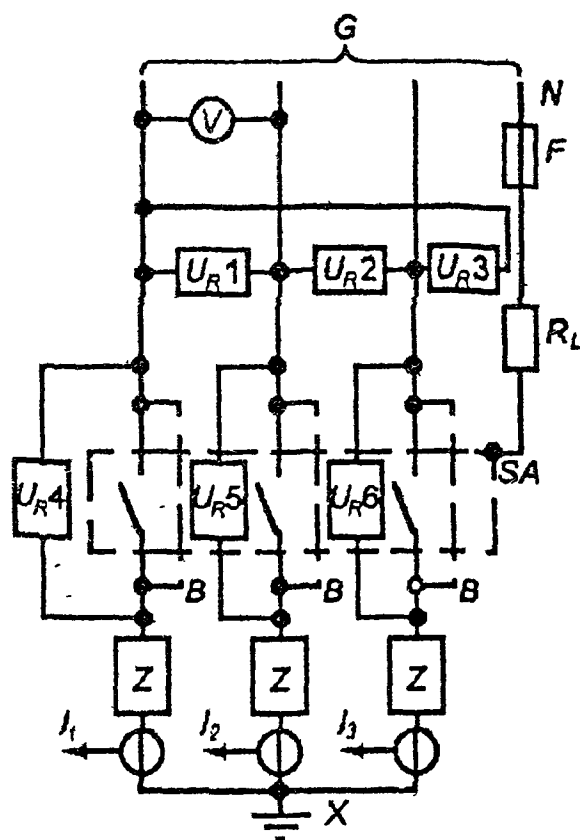 G
N
V
F
U_R1 U_R2 U_R3
R_L
SA
U_R4 U_R5 U_R6
B B B
Z Z Z
I_1 I_2 I_3
X